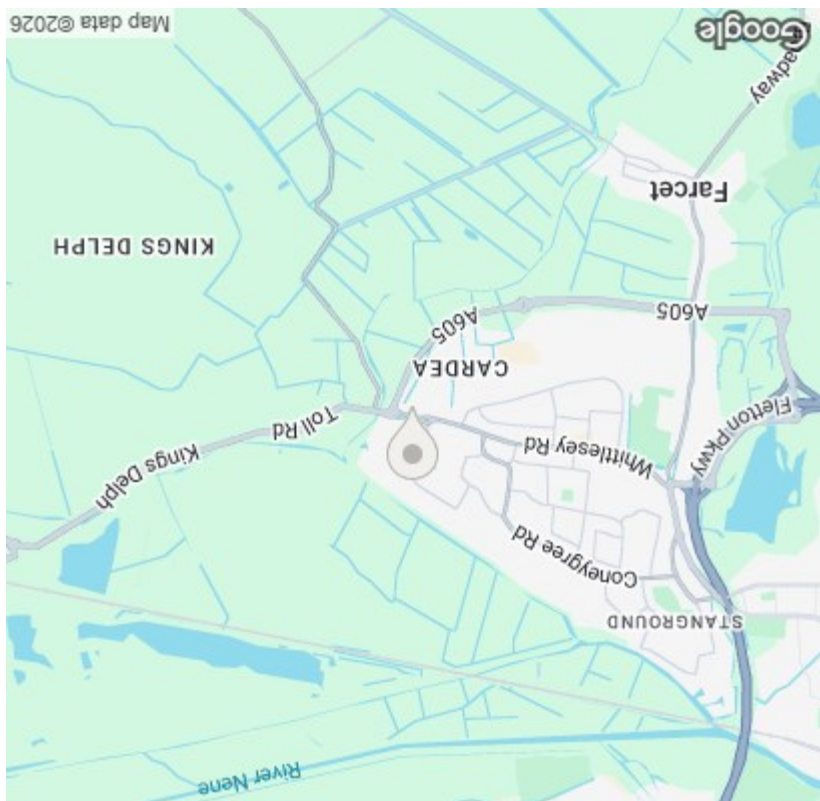 River Nene
STANGROUND
Coneygree Rd
Whittlesey Rd
Fletton Pkwy
Kings Delph
Toll Rd
CARDEA
A605
A605
KINGS DELPH
Farcet
Google
Map data ©2026